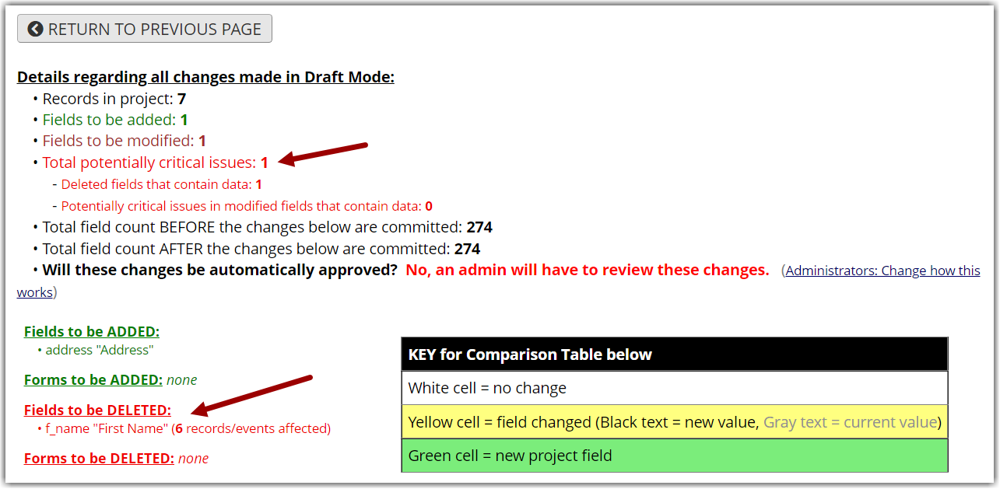 RETURN TO PREVIOUS PAGE
Details regarding all changes made in Draft Mode:
• Records in project: 7
• Fields to be added: 1
• Fields to be modified: 1
• Total potentially critical issues: 1
- Deleted fields that contain data: 1
- Potentially critical issues in modified fields that contain data: 0
• Total field count BEFORE the changes below are committed: 274
• Total field count AFTER the changes below are committed: 274
• Will these changes be automatically approved? No, an admin will have to review these changes. (Administrators: Change how this
works)
Fields to be ADDED:
• address "Address"
Forms to be ADDED: none
Fields to be DELETED:
• f_name "First Name" (6 records/events affected)
Forms to be DELETED: none
KEY for Comparison Table below
White cell = no change
Yellow cell = field changed (Black text = new value, Gray text = current value)
Green cell = new project field